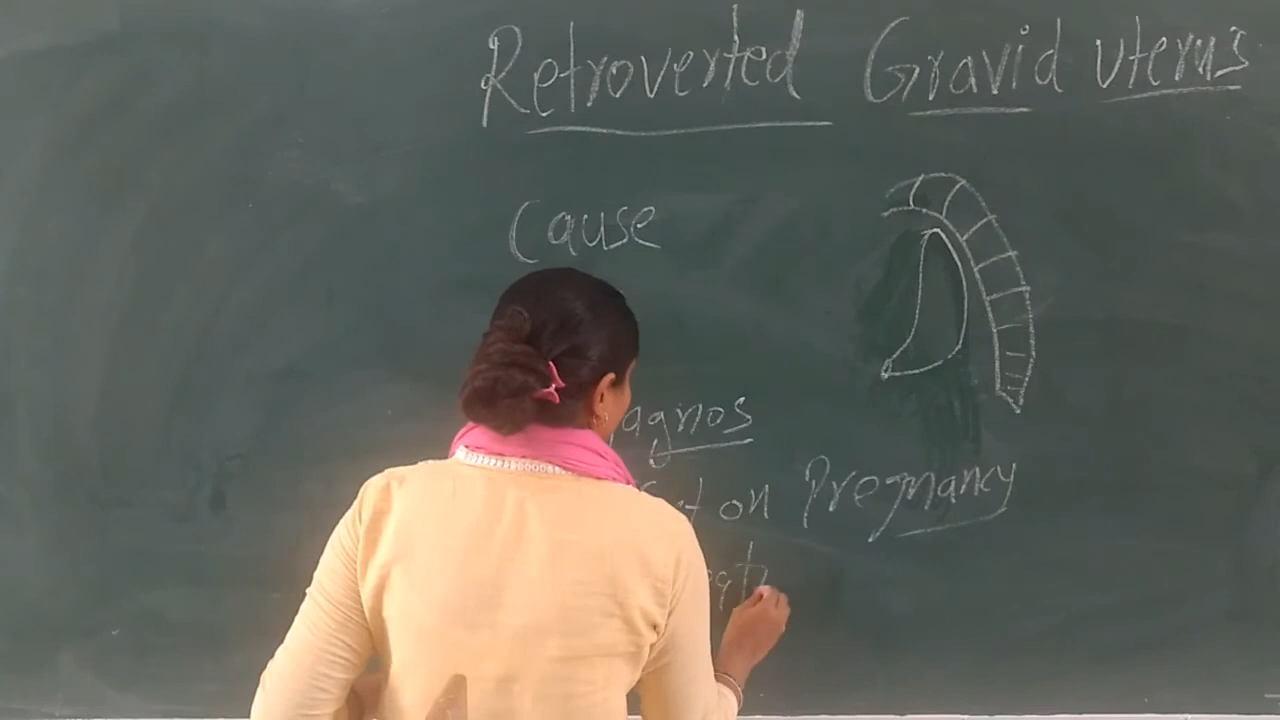 Retroverted Gravid uterus
Cause
agnos
on Pregnancy